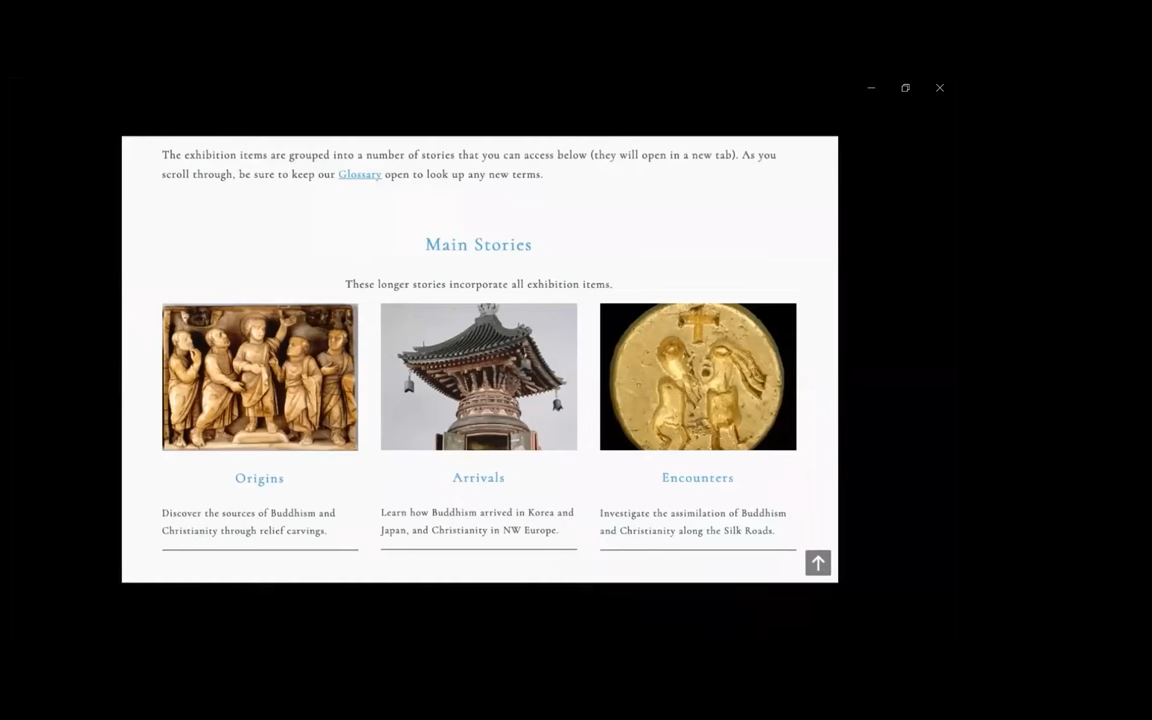 The exhibition items are grouped into a number of stories that you can access below (they will open in a new tab). As you
scroll through, be sure to keep our Glossary open to look up any new terms.
Main Stories
These longer stories incorporate all exhibition items.
Origins
Discover the sources of Buddhism and
Christianity through relief carvings.
Arrivals
Learn how Buddhism arrived in Korea and
Japan, and Christianity in NW Europe.
Encounters
Investigate the assimilation of Buddhism
and Christianity along the Silk Roads.